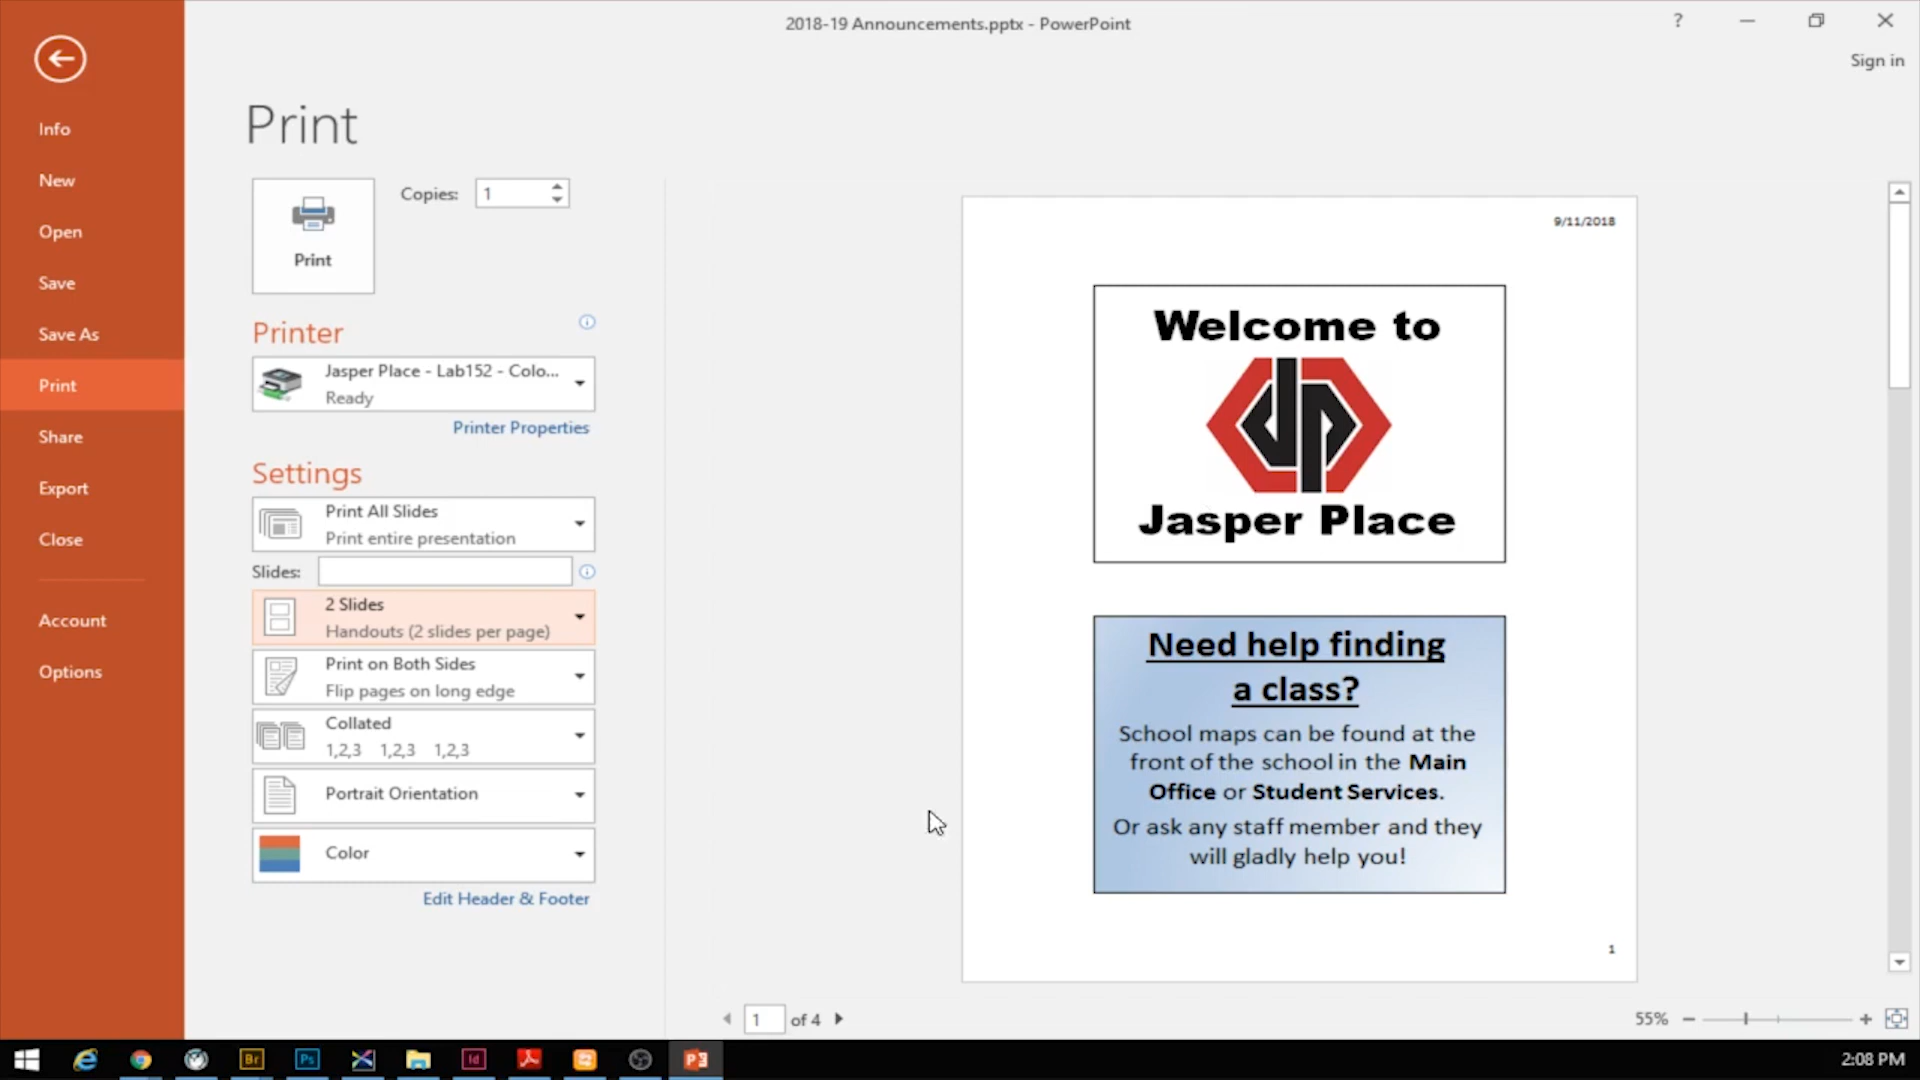 2018-19 Announcements.pptx - PowerPoint
?
Sign in
Info
New
Open
Save
Save As
Print
Share
Export
Close
Account
Options
Print
Print
Copies: 1
Printer
Jasper Place - Lab152 - Colo...
Ready
Printer Properties
Settings
Print All Slides
Print entire presentation
Slides:
2 Slides
Handouts (2 slides per page)
Print on Both Sides
Flip pages on long edge
Collated
1,2,3 1,2,3 1,2,3
Portrait Orientation
Color
Edit Header & Footer
9/11/2018
Welcome to
Jasper Place
Need help finding
a class?
School maps can be found at the
front of the school in the Main
Office or Student Services.
Or ask any staff member and they
will gladly help you!
1
1 of 4
55%
Br
Ps
Id
P3
2:08 PM